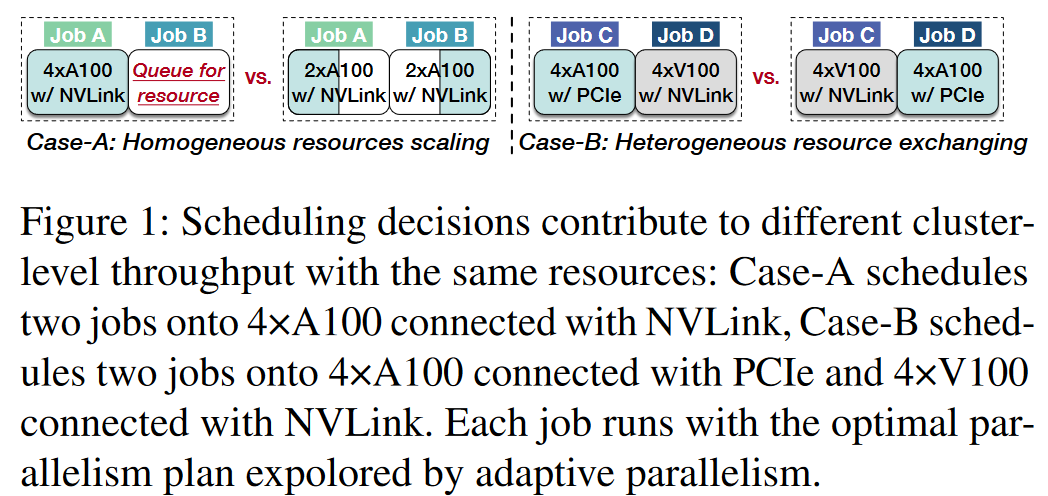 Job A Job B vs. Job A Job B Job C Job D vs. Job C Job D
4xA100 Queue for 2xA100 2xA100 4xA100 4xV100 4xV100 4xA100
w/ NVLink resource w/ NVLink w/ NVLink w/ PCIe w/ NVLink w/ NVLink w/ PCIe
Case-A: Homogeneous resources scaling Case-B: Heterogeneous resource exchanging
Figure 1: Scheduling decisions contribute to different cluster-
level throughput with the same resources: Case-A schedules
two jobs onto 4×A100 connected with NVLink, Case-B sched-
ules two jobs onto 4×A100 connected with PCIe and 4×V100
connected with NVLink. Each job runs with the optimal par-
allelism plan expolored by adaptive parallelism.